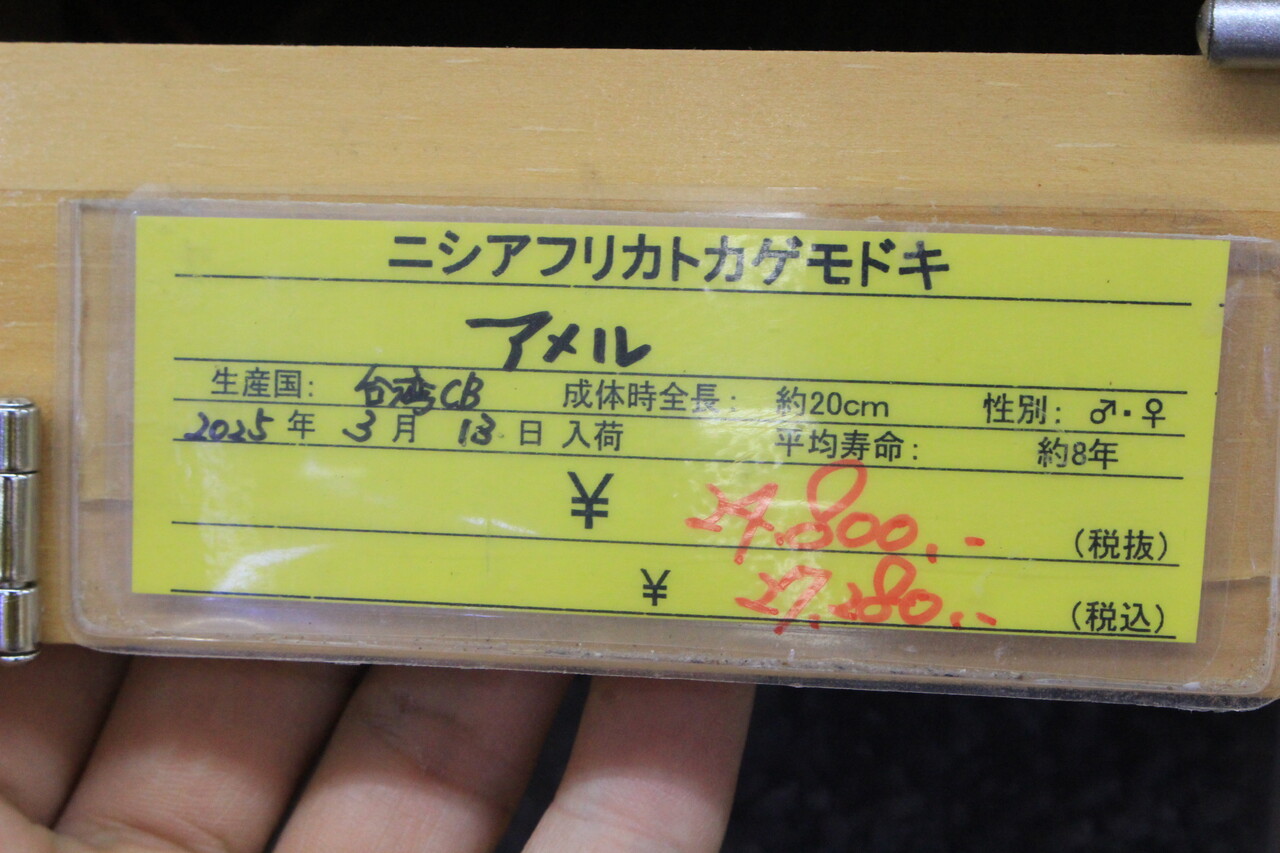 ニシアフリカトカゲモドキ
アメル
生産国: 台湾CB 成体時全長: 約20cm 性別: ♂・♀
2025年 3月 13日 入荷 平均寿命: 約8年
¥ 24,800.-- (税抜)
¥ 27,280.-- (税込)